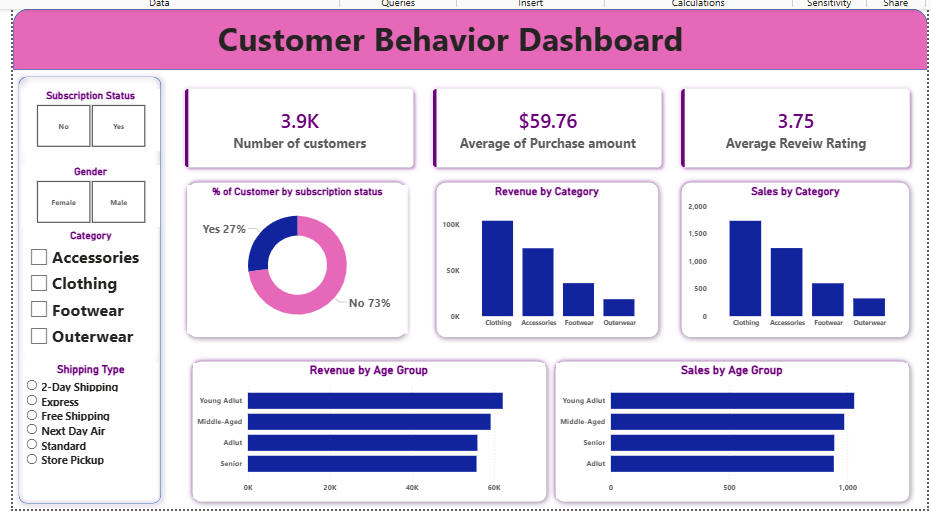 Data Queries Insert Calculations Sensitivity Share
Customer Behavior Dashboard
Subscription Status
No Yes
Gender
Female Male
Category
Accessories
Clothing
Footwear
Outerwear
Shipping Type
2-Day Shipping
Express
Free Shipping
Next Day Air
Standard
Store Pickup
3.9K
Number of customers
$59.76
Average of Purchase amount
3.75
Average Reveiw Rating
% of Customer by subscription status
Yes 27%
No 73%
Revenue by Category
100K
50K
0K
Clothing Accessories Footwear Outerwear
Sales by Category
2,000
1,500
1,000
500
0
Clothing Accessories Footwear Outerwear
Revenue by Age Group
Young Adlut
Middle-Aged
Adlut
Senior
0K 20K 40K 60K
Sales by Age Group
Young Adlut
Middle-Aged
Senior
Adlut
0 500 1,000